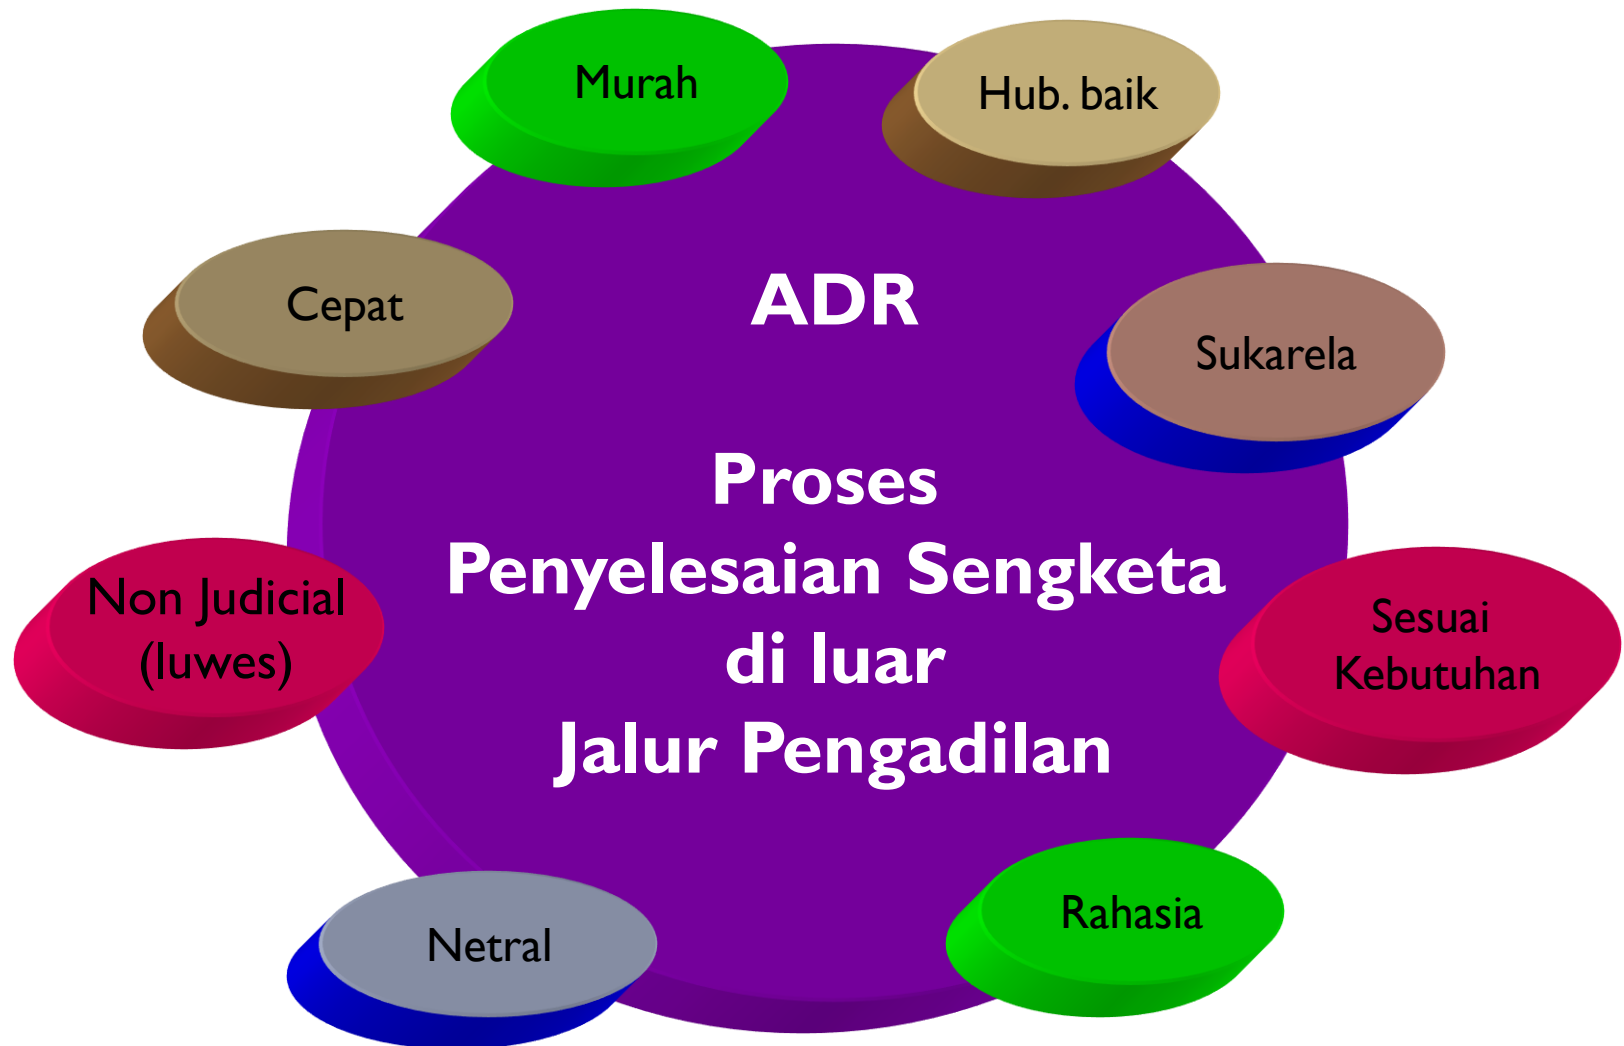 Murah
Hub. baik
Cepat
ADR
Sukarela
Proses
Penyelesaian Sengketa
di luar
Jalur Pengadilan
Non Judicial
(luwes)
Sesuai
Kebutuhan
Netral
Rahasia